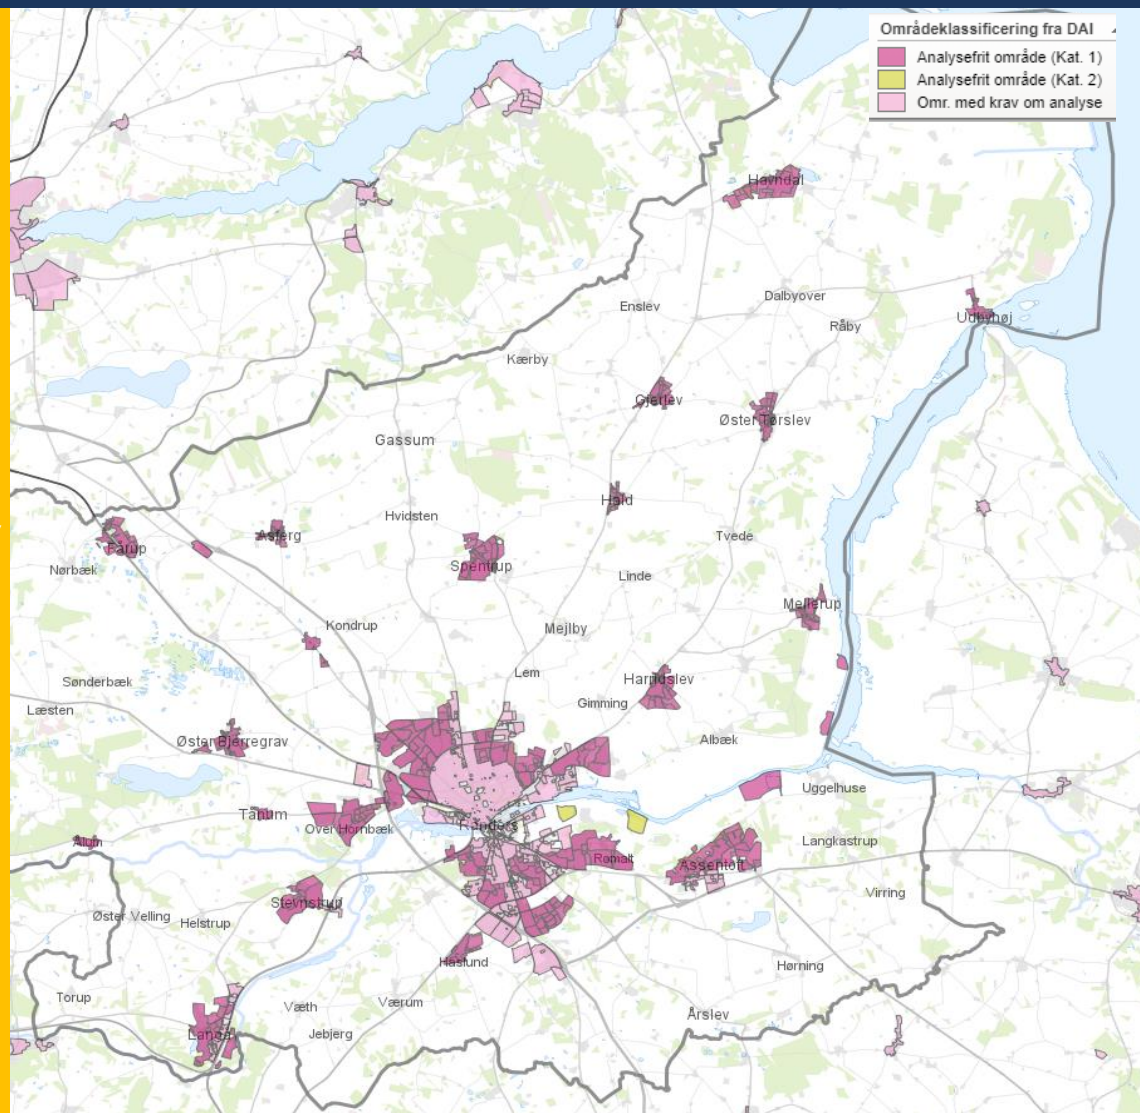 Områdeklassificering fra DAI
Analysefrit område (Kat. 1)
Analysefrit område (Kat. 2)
Omr. med krav om analyse
Havndal
Dalbyover
Enslev
Udbyhøj
Råby
Kærby
Gjerlev
Øster Tørslev
Gassum
Hald
Hvidsten
Asferg
Tvede
Fårup
Spentrup
Nørbæk
Linde
Mellerup
Kondrup
Mejlby
Lem
Harridslev
Sønderbæk
Gimming
Læsten
Øster Bjerregrav
Albæk
Uggelhuse
Tånum
Randers
Over Hornbæk
Ålum
Langkastrup
Romalt
Assentoft
Virring
Stevnstrup
Øster Velling
Helstrup
Haslund
Hørning
Torup
Værum
Væth
Årslev
Langå
Jebjerg